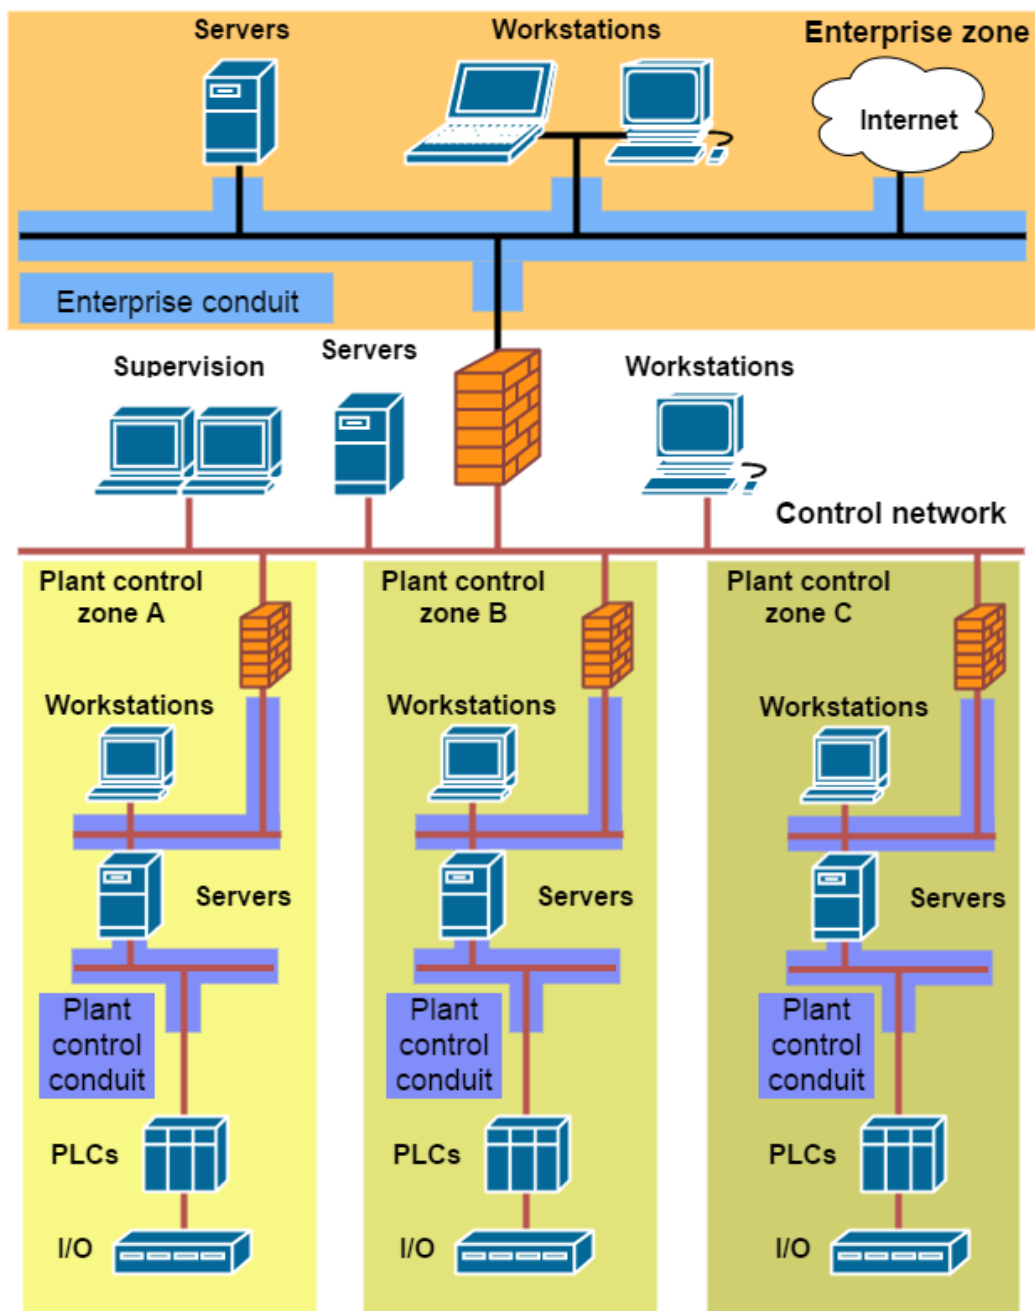 Servers
Workstations
Enterprise zone
Internet
Enterprise conduit
Supervision
Servers
Workstations
Control network
Plant control
zone A
Workstations
Servers
Plant
control
conduit
PLCs
I/O
Plant control
zone B
Workstations
Servers
Plant
control
conduit
PLCs
I/O
Plant control
zone C
Workstations
Servers
Plant
control
conduit
PLCs
I/O